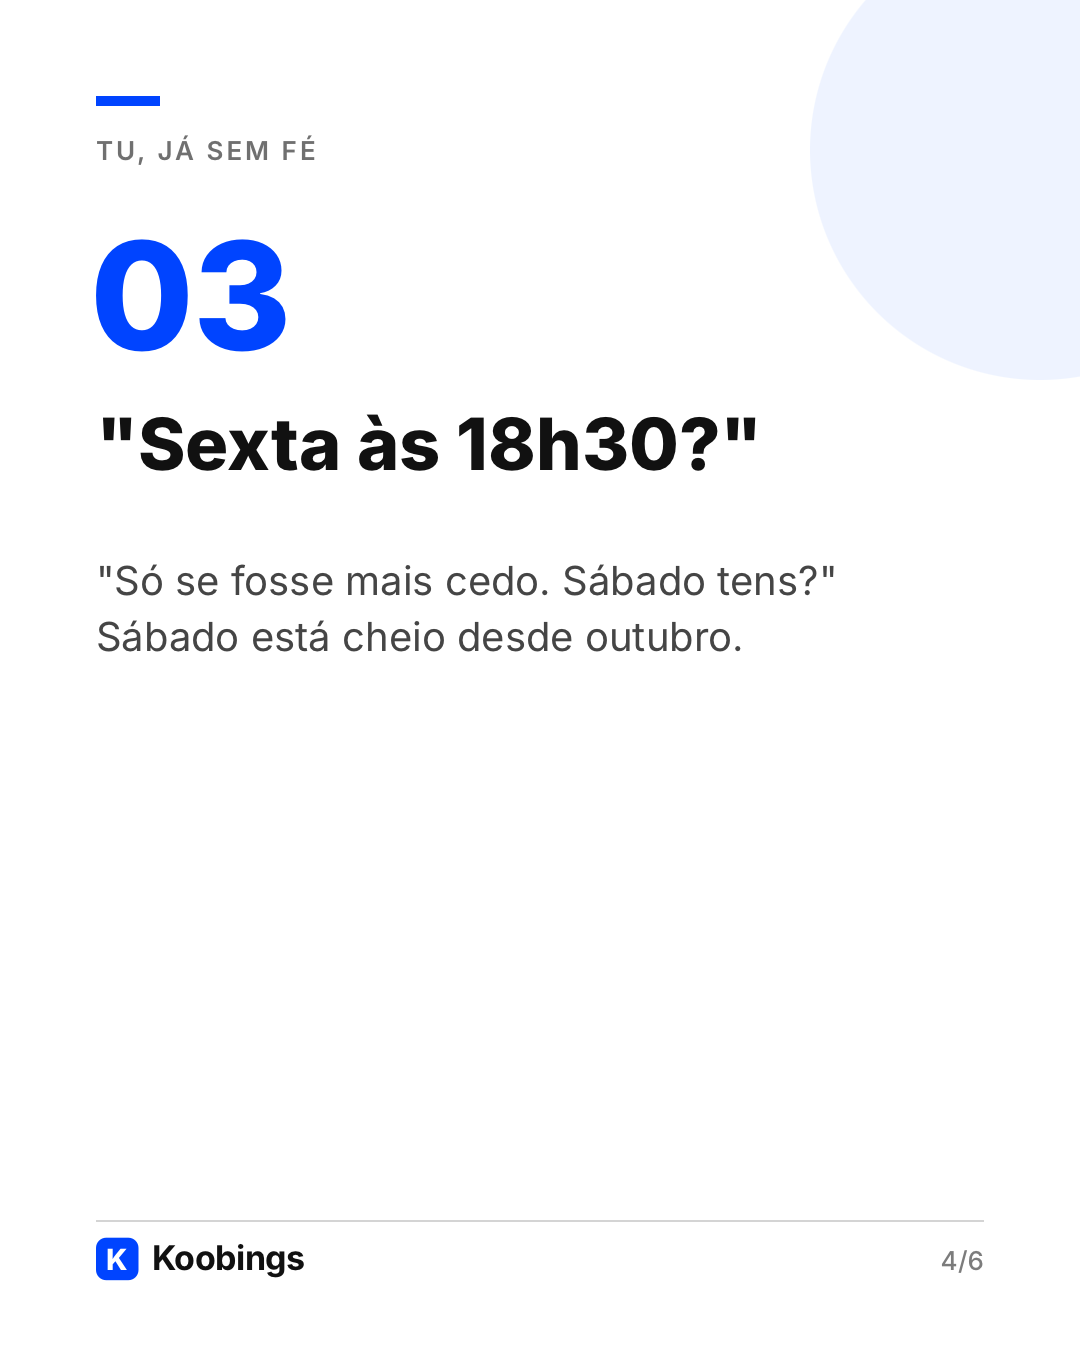 TU, JÁ SEM FÉ
03
"Sexta às 18h30?"
"Só se fosse mais cedo. Sábado tens?"
Sábado está cheio desde outubro.
K Koobings
4/6